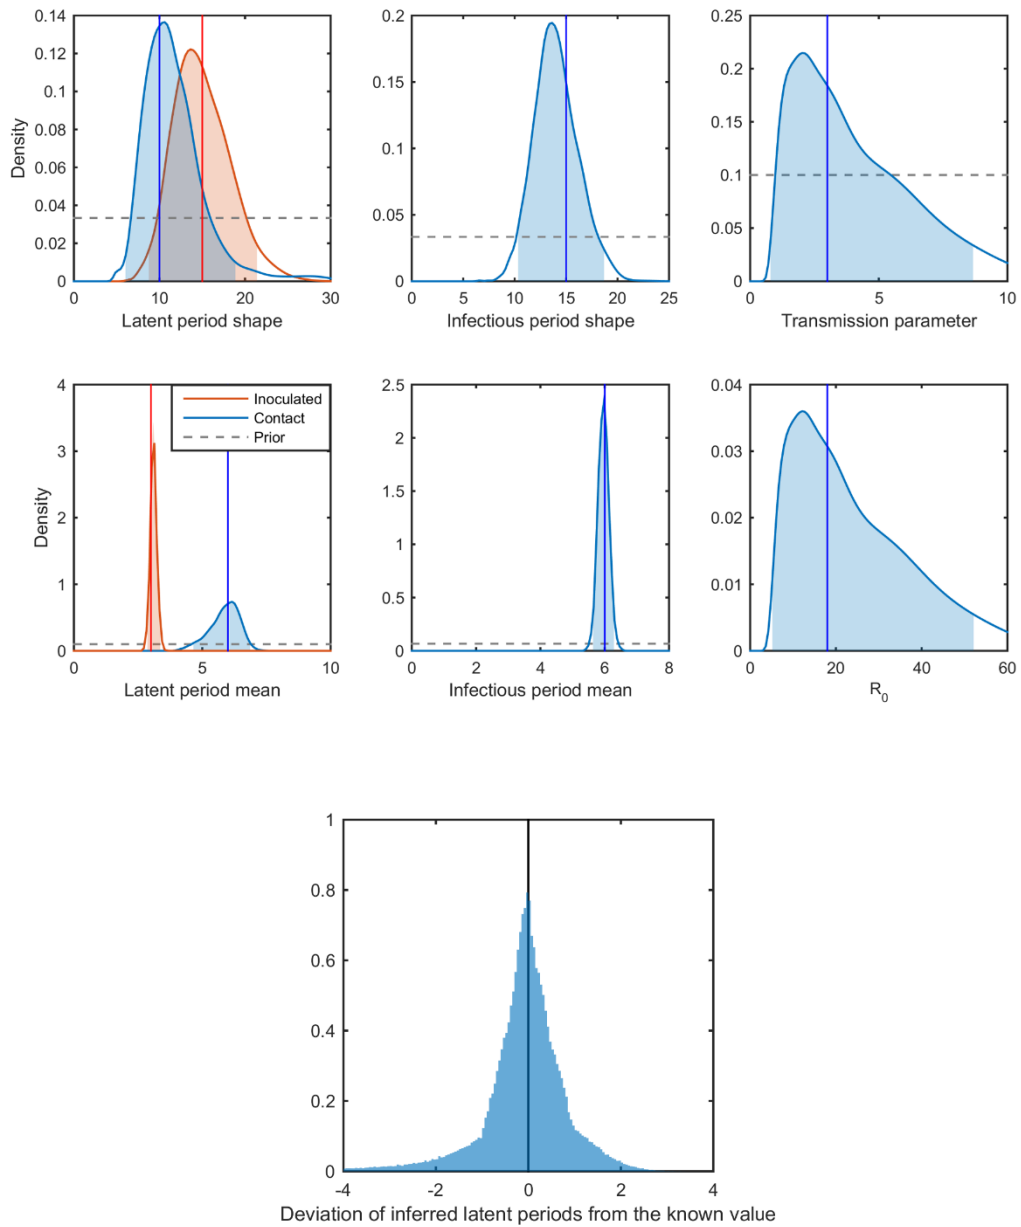 0.14
0.12
0.1
0.08
0.06
0.04
0.02
0
Density
0 10 20 30
Latent period shape
0.2
0.15
0.1
0.05
0
0 5 10 15 20 25
Infectious period shape
0.25
0.2
0.15
0.1
0.05
0
0 5 10
Transmission parameter
4
3
2
1
0
Density
Inoculated
Contact
Prior
0 5 10
Latent period mean
2.5
2
1.5
1
0.5
0
0 2 4 6 8
Infectious period mean
0.04
0.03
0.02
0.01
0
0 20 40 60
R0
1
0.8
0.6
0.4
0.2
0
-4 -2 0 2 4
Deviation of inferred latent periods from the known value